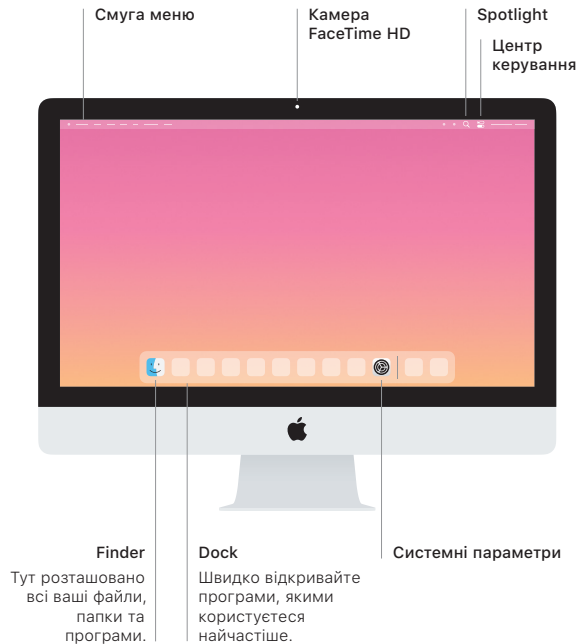 Смуга меню
Камера
FaceTime HD
Spotlight
Центр
керування
Finder
Тут розташовано
всі ваші файли,
папки та
програми.
Dock
Швидко відкривайте
програми, якими
користуєтеся
найчастіше.
Системні параметри